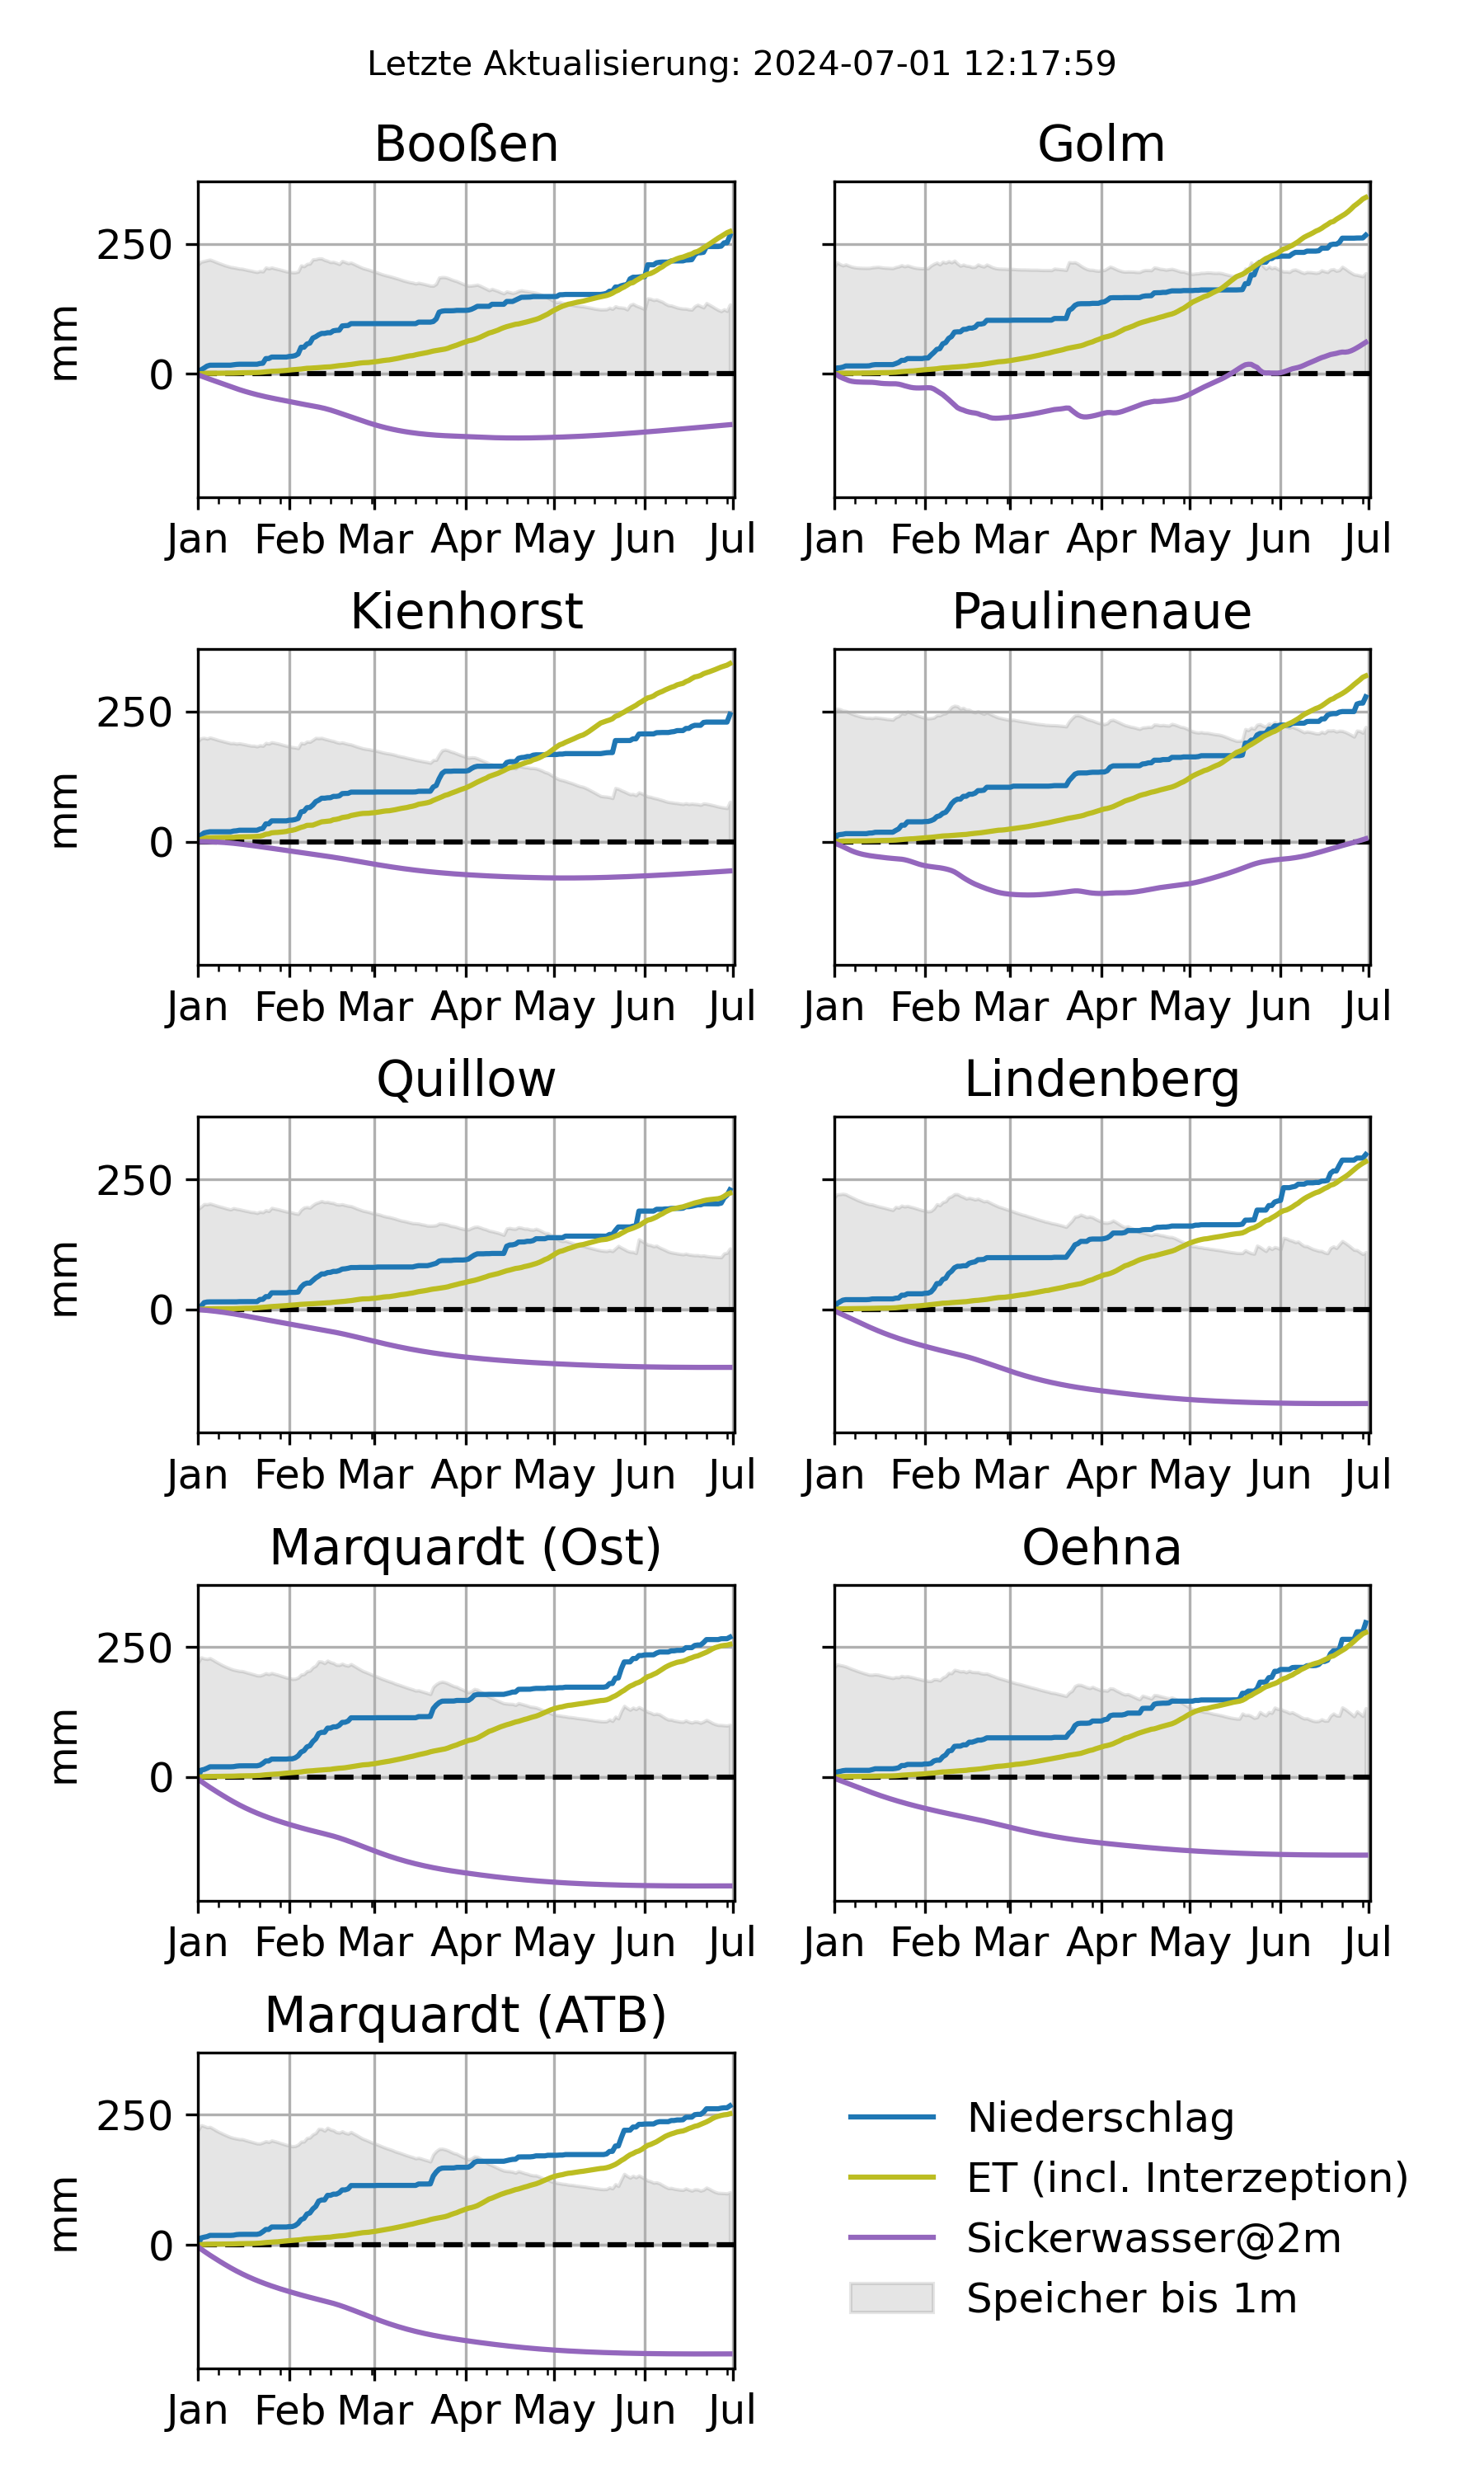 Letzte Aktualisierung: 2024-07-01 12:17:59
Booßen
Golm
mm
250
0
Jan Feb Mar Apr May Jun Jul
Jan Feb Mar Apr May Jun Jul
Kienhorst
Paulinenaue
mm
250
0
Jan Feb Mar Apr May Jun Jul
Jan Feb Mar Apr May Jun Jul
Quillow
Lindenberg
mm
250
0
Jan Feb Mar Apr May Jun Jul
Jan Feb Mar Apr May Jun Jul
Marquardt (Ost)
Oehna
mm
250
0
Jan Feb Mar Apr May Jun Jul
Jan Feb Mar Apr May Jun Jul
Marquardt (ATB)
mm
250
0
Jan Feb Mar Apr May Jun Jul
Niederschlag
ET (incl. Interzeption)
Sickerwasser@2m
Speicher bis 1m